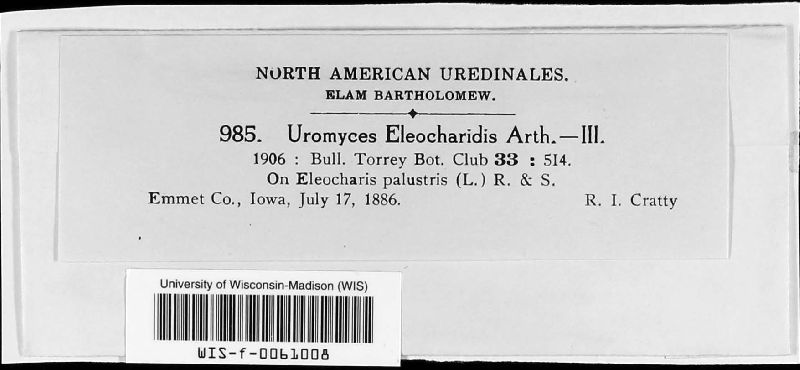 NORTH AMERICAN UREDINALES.
ELAM BARTHOLOMEW.
985. Uromyces Eleocharidis Arth.—III.
1906 : Bull. Torrey Bot. Club 33 : 514.
On Eleocharis palustris (L.) R. & S.
Emmet Co., Iowa, July 17, 1886. R. I. Cratty
University of Wisconsin-Madison (WIS)
WIS-f-0061008